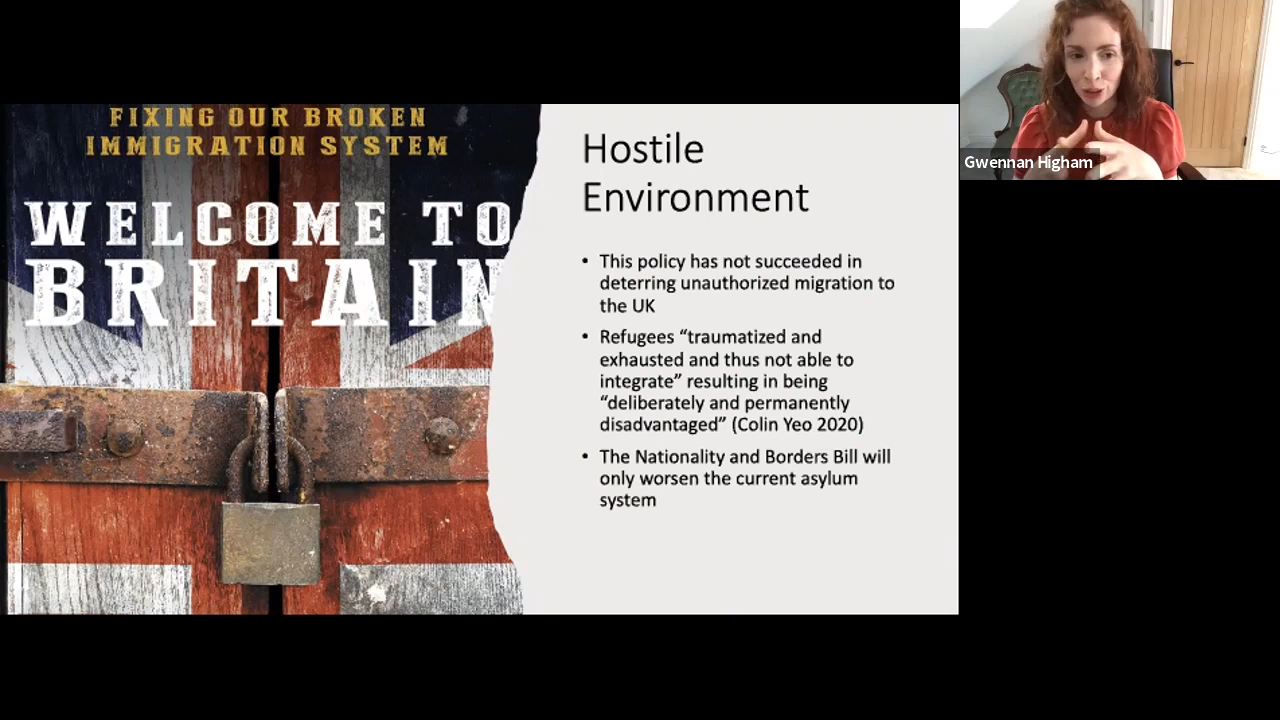 FIXING OUR BROKEN
IMMIGRATION SYSTEM
WELCOME TO
BRITAIN
Hostile
Environment
• This policy has not succeeded in
deterring unauthorized migration to
the UK
• Refugees “traumatized and
exhausted and thus not able to
integrate” resulting in being
“deliberately and permanently
disadvantaged” (Colin Yeo 2020)
• The Nationality and Borders Bill will
only worsen the current asylum
system
Gwennan Higham